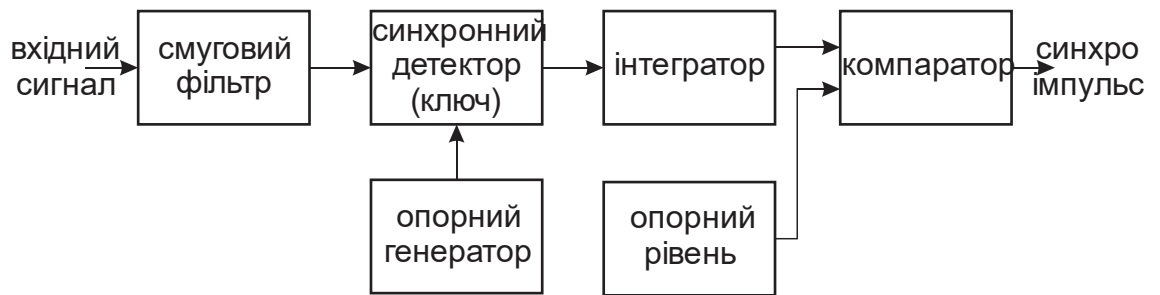 вхідний
сигнал
смуговий
фільтр
синхронний
детектор
(ключ)
інтегратор
компаратор
синхро
імпульс
опорний
генератор
опорний
рівень